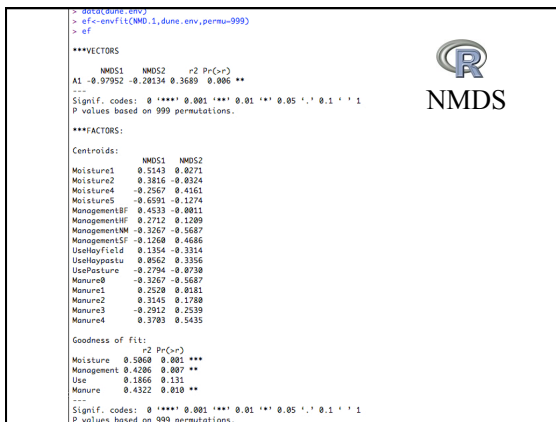 > data(dune.env)
> ef<-envfit(NMD.1,dune.env,permu=999)
> ef
***VECTORS
NMDS1 NMDS2 r2 Pr(>r)
A1 -0.97952 -0.20134 0.3689 0.006 **
---
Signif. codes: 0 '***' 0.001 '**' 0.01 '*' 0.05 '.' 0.1 ' ' 1
P values based on 999 permutations.
***FACTORS:
Centroids:
NMDS1 NMDS2
Moisture1 0.5143 0.0271
Moisture2 0.3816 -0.0324
Moisture4 -0.2567 0.4161
Moisture5 -0.6591 -0.1274
ManagementBF 0.4533 -0.0011
ManagementHF 0.2712 0.1209
ManagementNM -0.3267 -0.5687
ManagementSF -0.1260 0.4686
UseHayfield 0.1354 -0.3314
UseHaypastu 0.0562 0.3356
UsePasture -0.2794 -0.0730
Manure0 -0.3267 -0.5687
Manure1 0.2520 0.0181
Manure2 0.3145 0.1780
Manure3 -0.2912 0.2539
Manure4 0.3703 0.5435
Goodness of fit:
r2 Pr(>r)
Moisture 0.5060 0.001 ***
Management 0.4206 0.007 **
Use 0.1866 0.131
Manure 0.4322 0.010 **
---
Signif. codes: 0 '***' 0.001 '**' 0.01 '*' 0.05 '.' 0.1 ' ' 1
P values based on 999 permutations.
R
NMDS